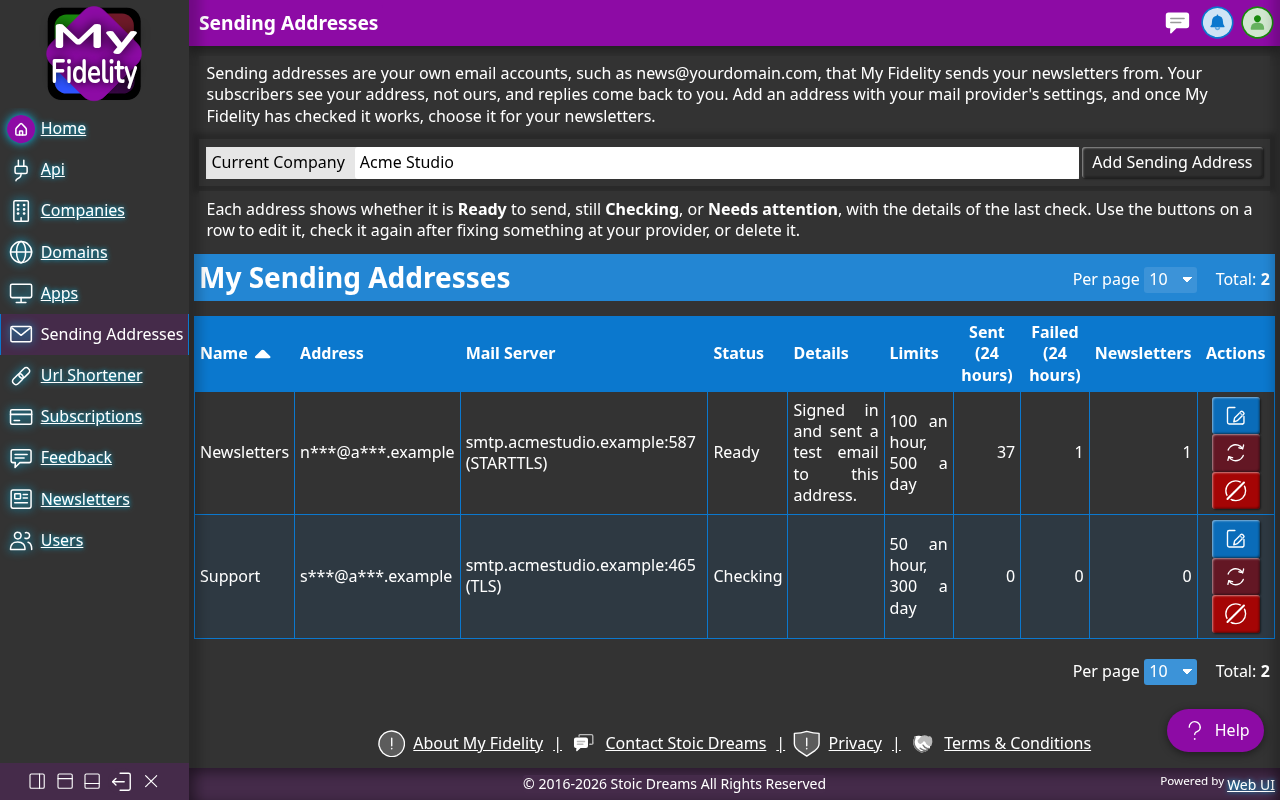 My
Fidelity
Home
Api
Companies
Domains
Apps
Sending Addresses
Url Shortener
Subscriptions
Feedback
Newsletters
Users
Sending Addresses
Sending addresses are your own email accounts, such as news@yourdomain.com, that My Fidelity sends your newsletters from. Your
subscribers see your address, not ours, and replies come back to you. Add an address with your mail provider's settings, and once My
Fidelity has checked it works, choose it for your newsletters.
Current Company Acme Studio Add Sending Address
Each address shows whether it is Ready to send, still Checking, or Needs attention, with the details of the last check. Use the buttons on a
row to edit it, check it again after fixing something at your provider, or delete it.
My Sending Addresses Per page 10 Total: 2
Name Address Mail Server Status Details Limits Sent (24 hours) Failed (24 hours) Newsletters Actions
Newsletters n***@a***.example smtp.acmestudio.example:587 (STARTTLS) Ready Signed in and sent a test email to this address. 100 an hour, 500 a day 37 1 1
Support s***@a***.example smtp.acmestudio.example:465 (TLS) Checking 50 an hour, 300 a day 0 0 0
Per page 10 Total: 2
Help
About My Fidelity | Contact Stoic Dreams | Privacy | Terms & Conditions
© 2016-2026 Stoic Dreams All Rights Reserved
Powered by Web UI